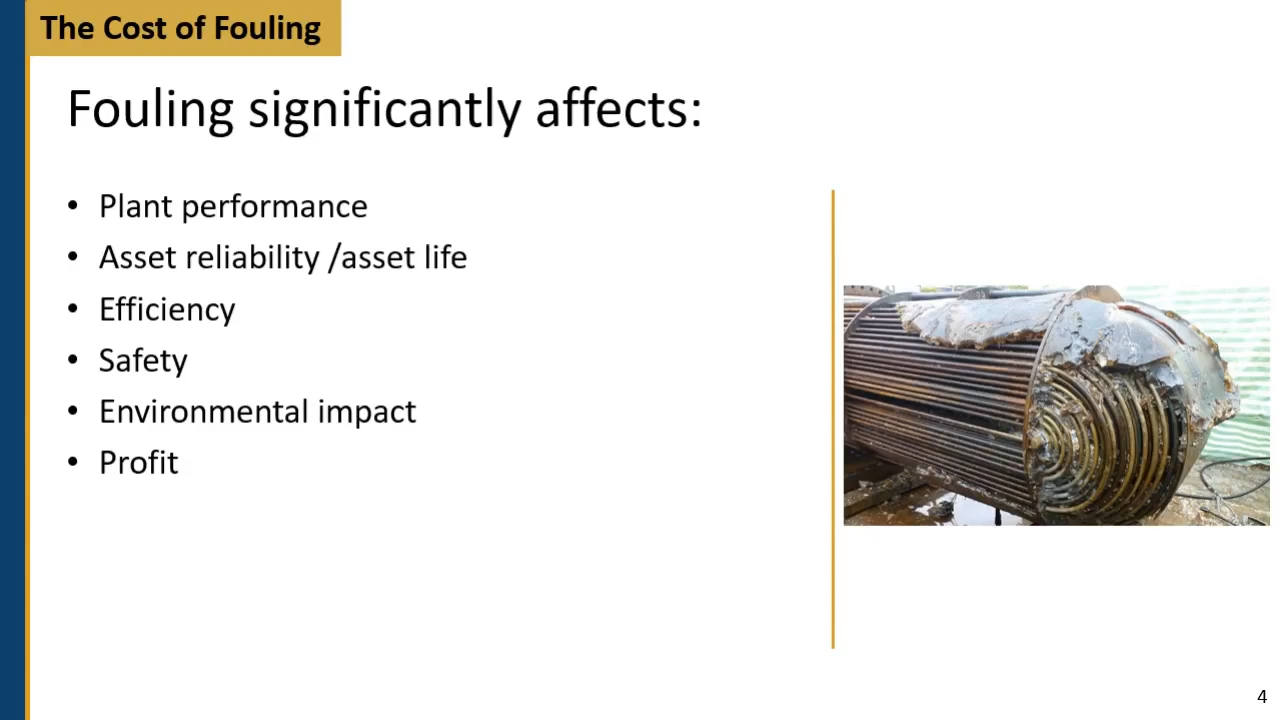 The Cost of Fouling
Fouling significantly affects:
• Plant performance
• Asset reliability /asset life
• Efficiency
• Safety
• Environmental impact
• Profit
4